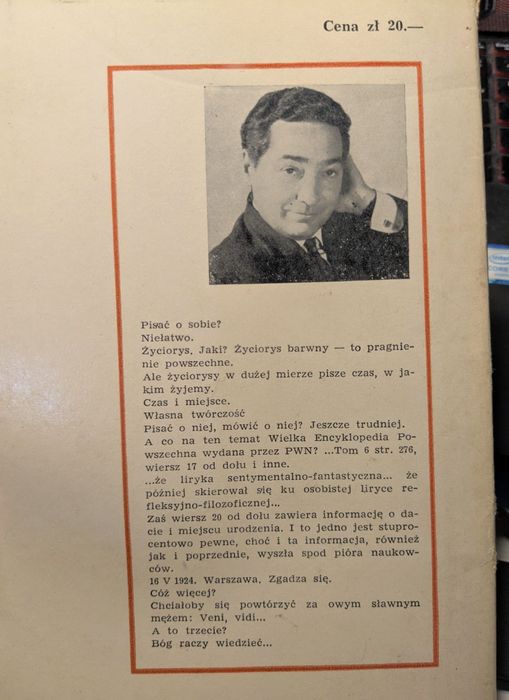 Cena zł 20.—
Pisać o sobie?
Niełatwo.
Życiorys. Jaki? Życiorys barwny — to pragnie-
nie powszechne.
Ale życiorysy w dużej mierze pisze czas, w ja-
kim żyjemy.
Czas i miejsce.
Własna twórczość
Pisać o niej, mówić o niej? Jeszcze trudniej.
A co na ten temat Wielka Encyklopedia Po-
wszechna wydana przez PWN? ...Tom 6 str. 276,
wiersz 17 od dołu i inne.
...że liryka sentymentalno-fantastyczna... że
później skierował się ku osobistej liryce re-
fleksyjno-filozoficznej...
Zaś wiersz 20 od dołu zawiera informację o da-
cie i miejscu urodzenia. I to jedno jest stupro-
centowo pewne, choć i ta informacja, również
jak i poprzednie, wyszła spod pióra naukow-
ców.
16 V 1924. Warszawa. Zgadza się.
Cóż więcej?
Chciałoby się powtórzyć za owym sławnym
mężem: Veni, vidi...
A to trzecie?
Bóg raczy wiedzieć...